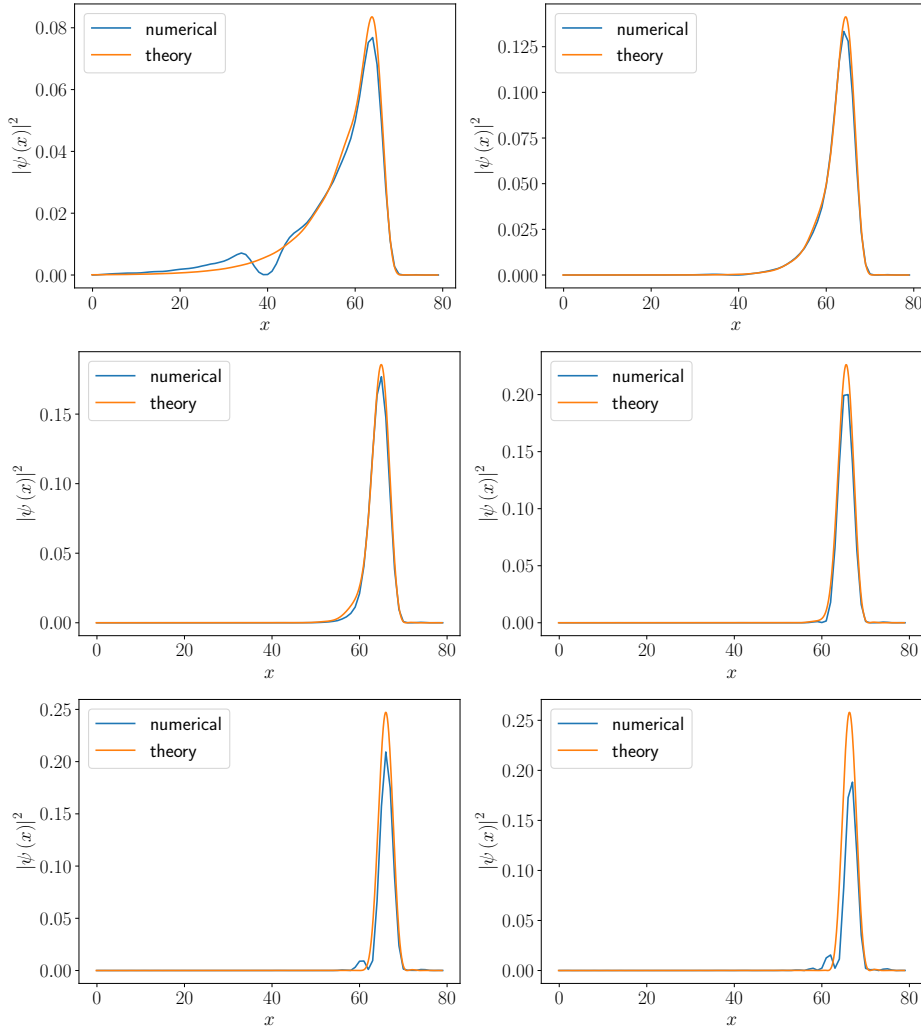 numerical
theory
|ψ (x)|²
0.08
0.06
0.04
0.02
0.00
0 20 40 60 80
x
numerical
theory
|ψ (x)|²
0.125
0.100
0.075
0.050
0.025
0.000
0 20 40 60 80
x
numerical
theory
|ψ (x)|²
0.15
0.10
0.05
0.00
0 20 40 60 80
x
numerical
theory
|ψ (x)|²
0.20
0.15
0.10
0.05
0.00
0 20 40 60 80
x
numerical
theory
|ψ (x)|²
0.25
0.20
0.15
0.10
0.05
0.00
0 20 40 60 80
x
numerical
theory
|ψ (x)|²
0.25
0.20
0.15
0.10
0.05
0.00
0 20 40 60 80
x